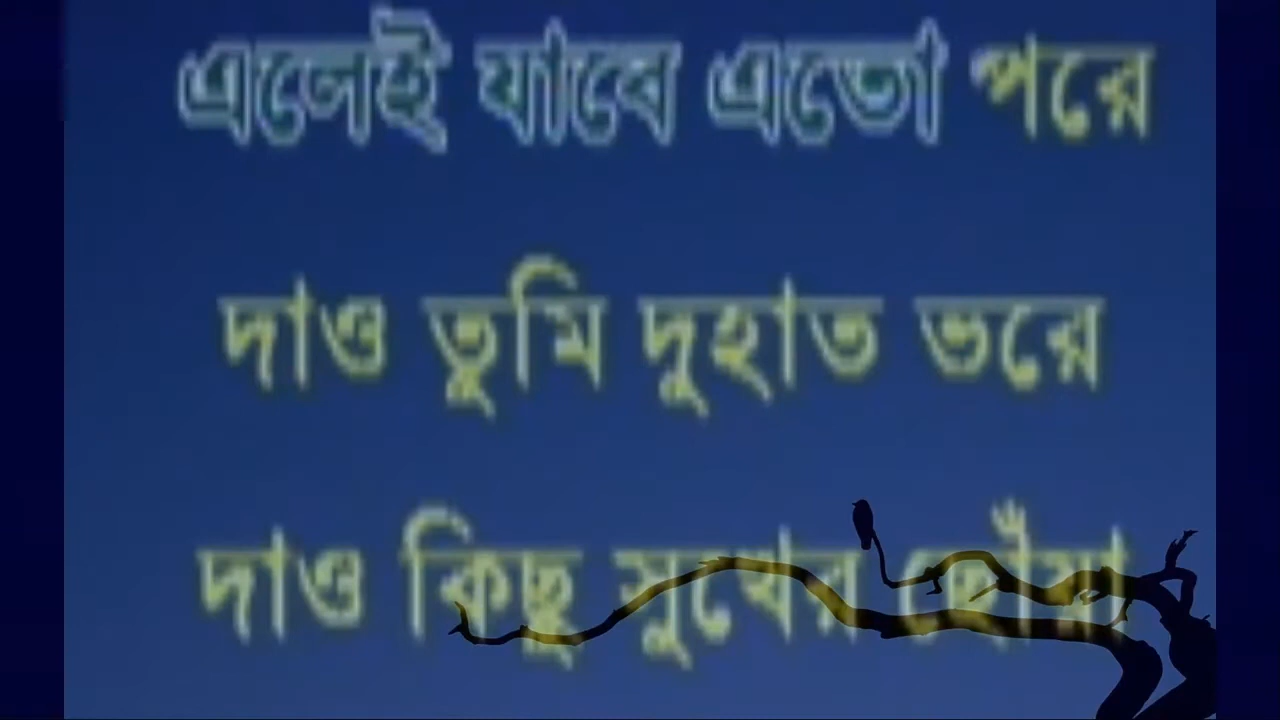 এলেই যাবে এতো পরে
দাও তুমি দুহাত ভরে
দাও কিছু সুখের ছোঁয়া